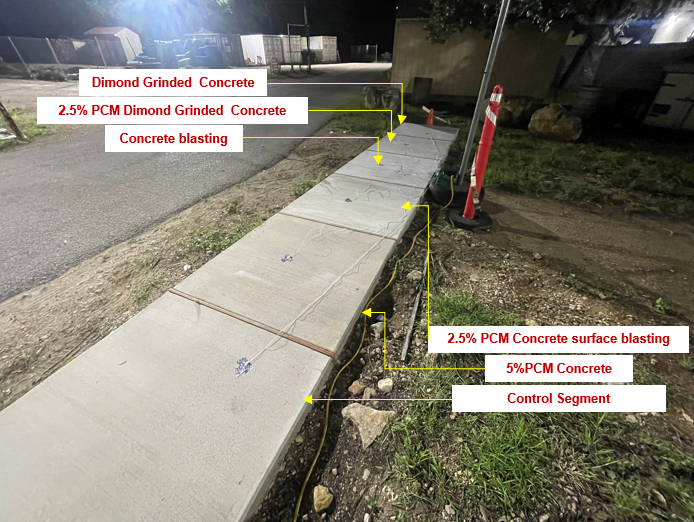 Dimond Grinded Concrete
2.5% PCM Dimond Grinded Concrete
Concrete blasting
2.5% PCM Concrete surface blasting
5%PCM Concrete
Control Segment